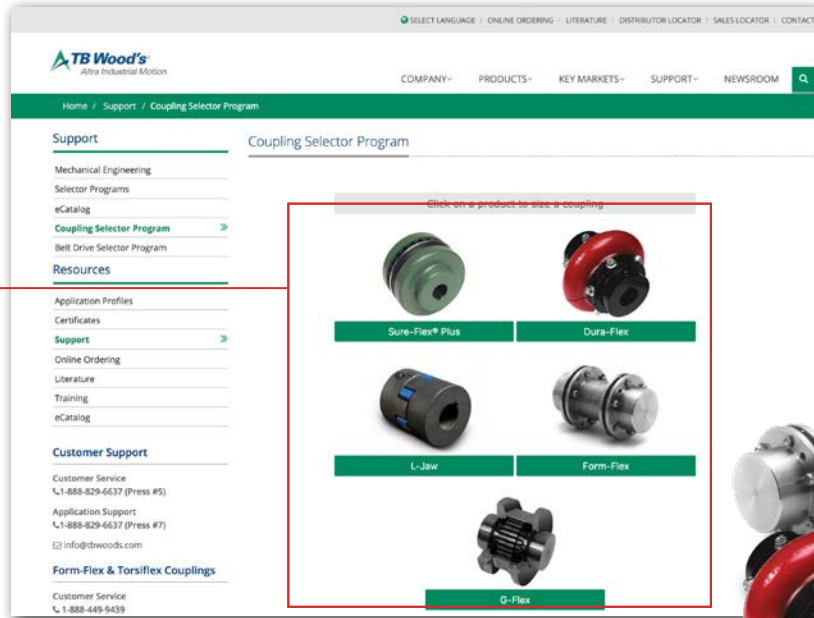 SELECT LANGUAGE | ONLINE ORDERING | LITERATURE | DISTRIBUTOR LOCATOR | SALES LOCATOR | CONTACT
TB Wood's
Altra Industrial Motion
COMPANY PRODUCTS KEY MARKETS SUPPORT NEWSROOM
Home / Support / Coupling Selector Program
Support
Mechanical Engineering
Selector Programs
eCatalog
Coupling Selector Program
Belt Drive Selector Program
Resources
Application Profiles
Certificates
Support
Online Ordering
Literature
Training
eCatalog
Customer Support
Customer Service
1-888-829-6637 (Press #5)
Application Support
1-888-829-6637 (Press #7)
info@tbwoods.com
Form-Flex & Torsiflex Couplings
Customer Service
1-888-449-9439
Coupling Selector Program
Click on a product to size a coupling
Sure-Flex® Plus
Dura-Flex
L-Jaw
Form-Flex
G-Flex